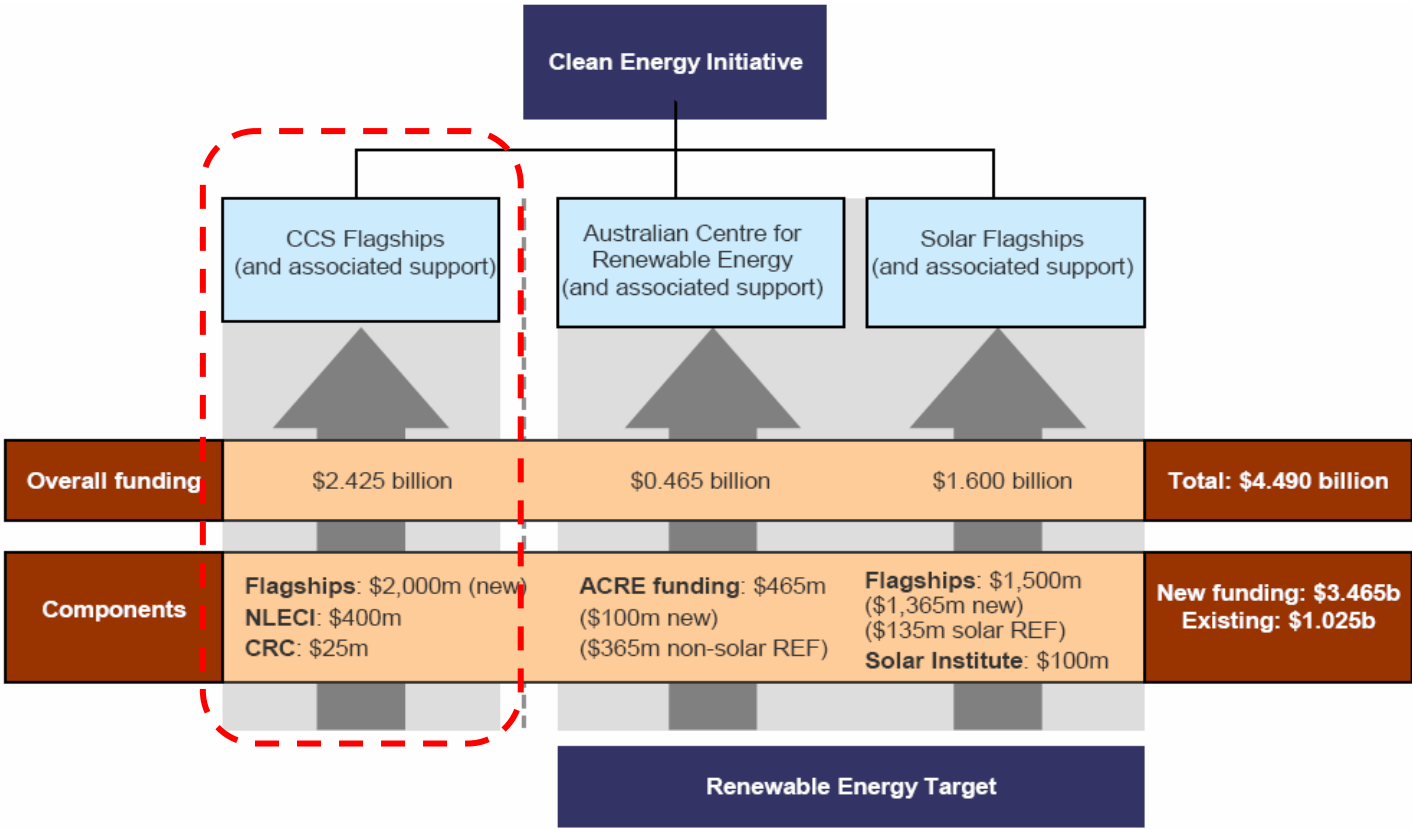 Clean Energy Initiative
CCS Flagships
(and associated support)
Australian Centre for
Renewable Energy
(and associated support)
Solar Flagships
(and associated support)
Overall funding
$2.425 billion
$0.465 billion
$1.600 billion
Total: $4.490 billion
Components
Flagships: $2,000m (new)
NLECI: $400m
CRC: $25m
ACRE funding: $465m
($100m new)
($365m non-solar REF)
Flagships: $1,500m
($1,365m new)
($135m solar REF)
Solar Institute: $100m
New funding: $3.465b
Existing: $1.025b
Renewable Energy Target